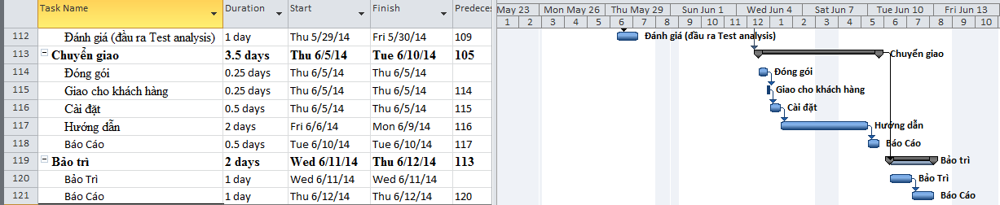 Task Name Duration Start Finish Predeces
May 23 Mon May 26 Thu May 29 Sun Jun 1 Wed Jun 4 Sat Jun 7 Tue Jun 10 Fri Jun 13
1 2 3 4 5 6 7 8 9 10 11 12 1 2 3 4 5 6 7 8 9 10
112 Đánh giá (đầu ra Test analysis) 1 day Thu 5/29/14 Fri 5/30/14 109 Đánh giá (đầu ra Test analysis)
113 Chuyển giao 3.5 days Thu 6/5/14 Tue 6/10/14 105 Chuyển giao
114 Đóng gói 0.25 days Thu 6/5/14 Thu 6/5/14 Đóng gói
115 Giao cho khách hàng 0.25 days Thu 6/5/14 Thu 6/5/14 114 Giao cho khách hàng
116 Cài đặt 0.5 days Thu 6/5/14 Thu 6/5/14 115 Cài đặt
117 Hướng dẫn 2 days Fri 6/6/14 Mon 6/9/14 116 Hướng dẫn
118 Báo Cáo 0.5 days Tue 6/10/14 Tue 6/10/14 117 Báo Cáo
119 Bảo trì 2 days Wed 6/11/14 Thu 6/12/14 113 Bảo trì
120 Bảo Trì 1 day Wed 6/11/14 Wed 6/11/14 Bảo Trì
121 Báo Cáo 1 day Thu 6/12/14 Thu 6/12/14 120 Báo Cáo